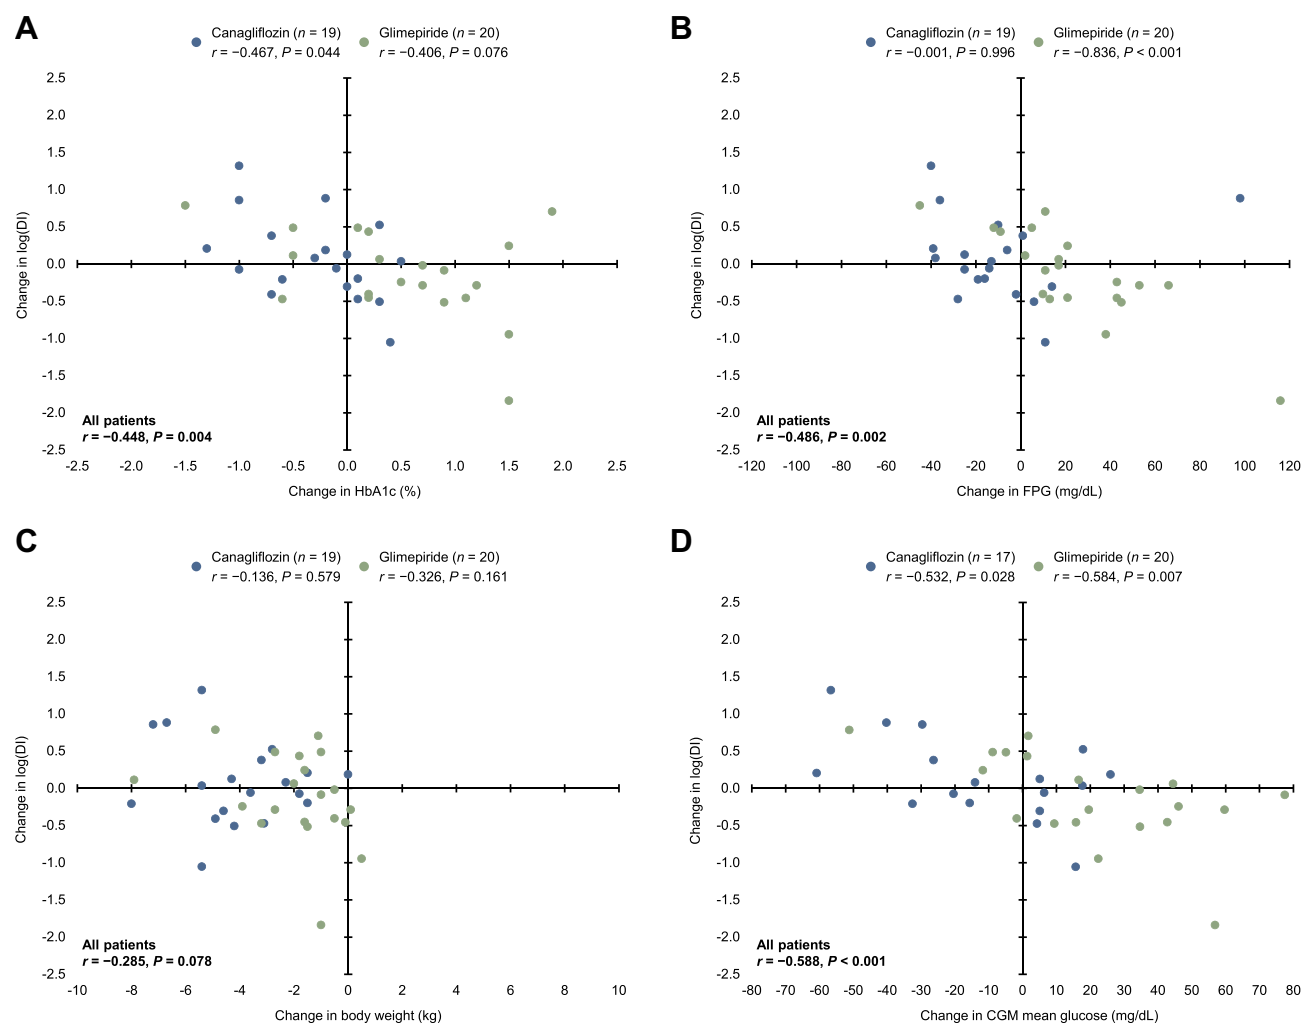 A
Canagliflozin (n = 19)
r = −0.467, P = 0.044
Glimepiride (n = 20)
r = −0.406, P = 0.076
Change in log(DI)
2.5
2.0
1.5
1.0
0.5
0.0
-0.5
-1.0
-1.5
-2.0
-2.5
All patients
r = −0.448, P = 0.004
-2.5 -2.0 -1.5 -1.0 -0.5 0.0 0.5 1.0 1.5 2.0 2.5
Change in HbA1c (%)
B
Canagliflozin (n = 19)
r = -0.001, P = 0.996
Glimepiride (n = 20)
r = −0.836, P < 0.001
Change in log(DI)
2.5
2.0
1.5
1.0
0.5
0.0
-0.5
-1.0
-1.5
-2.0
-2.5
All patients
r = −0.486, P = 0.002
-120 -100 -80 -60 -40 -20 0 20 40 60 80 100 120
Change in FPG (mg/dL)
C
Canagliflozin (n = 19)
r = −0.136, P = 0.579
Glimepiride (n = 20)
r = −0.326, P = 0.161
Change in log(DI)
2.5
2.0
1.5
1.0
0.5
0.0
-0.5
-1.0
-1.5
-2.0
-2.5
All patients
r = −0.285, P = 0.078
-10 -8 -6 -4 -2 0 2 4 6 8 10
Change in body weight (kg)
D
Canagliflozin (n = 17)
r = −0.532, P = 0.028
Glimepiride (n = 20)
r = −0.584, P = 0.007
Change in log(DI)
2.5
2.0
1.5
1.0
0.5
0.0
-0.5
-1.0
-1.5
-2.0
-2.5
All patients
r = −0.588, P < 0.001
-80 -70 -60 -50 -40 -30 -20 -10 0 10 20 30 40 50 60 70 80
Change in CGM mean glucose (mg/dL)